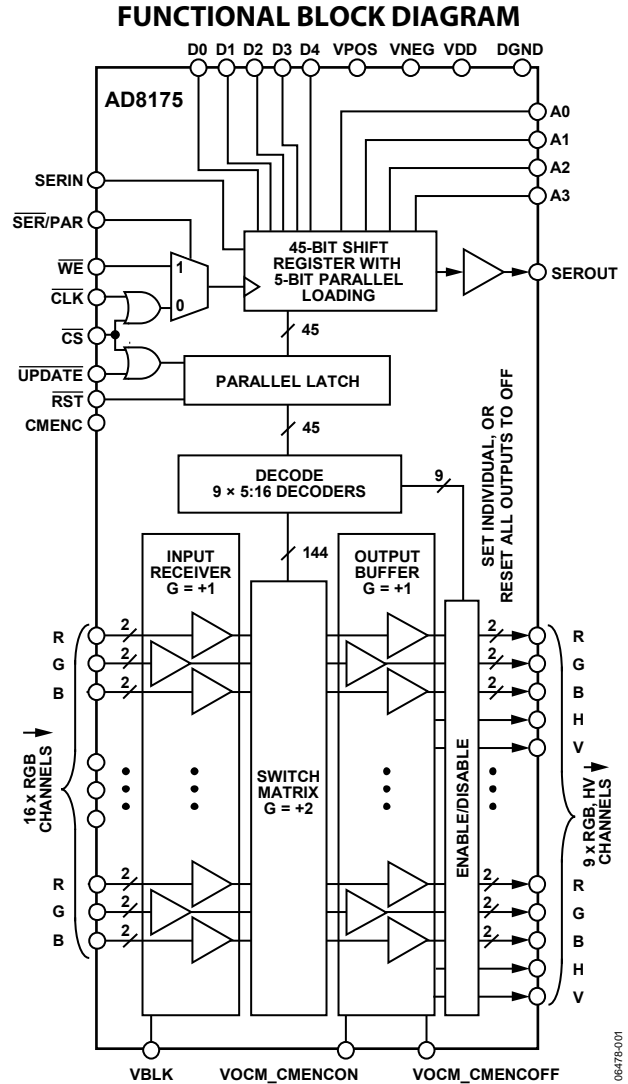 FUNCTIONAL BLOCK DIAGRAM
D0 D1 D2 D3 D4 VPOS VNEG VDD DGND
AD8175
A0
A1
A2
A3
SERIN
SER/PAR
WE
CLK
CS
UPDATE
RST
CMENC
1
0
45-BIT SHIFT
REGISTER WITH
5-BIT PARALLEL
LOADING
SEROUT
45
PARALLEL LATCH
45
DECODE
9 × 5:16 DECODERS
9
SET INDIVIDUAL, OR
RESET ALL OUTPUTS TO OFF
144
INPUT
RECEIVER
G = +1
OUTPUT
BUFFER
G = +1
SWITCH
MATRIX
G = +2
ENABLE/DISABLE
R 2 2 R
G 2 2 G
B 2 2 B
H
V
16 x RGB
CHANNELS
9 x RGB, HV
CHANNELS
R 2 2 R
G 2 2 G
B 2 2 B
H
V
VBLK VOCM_CMENCON VOCM_CMENCOFF
06478-001